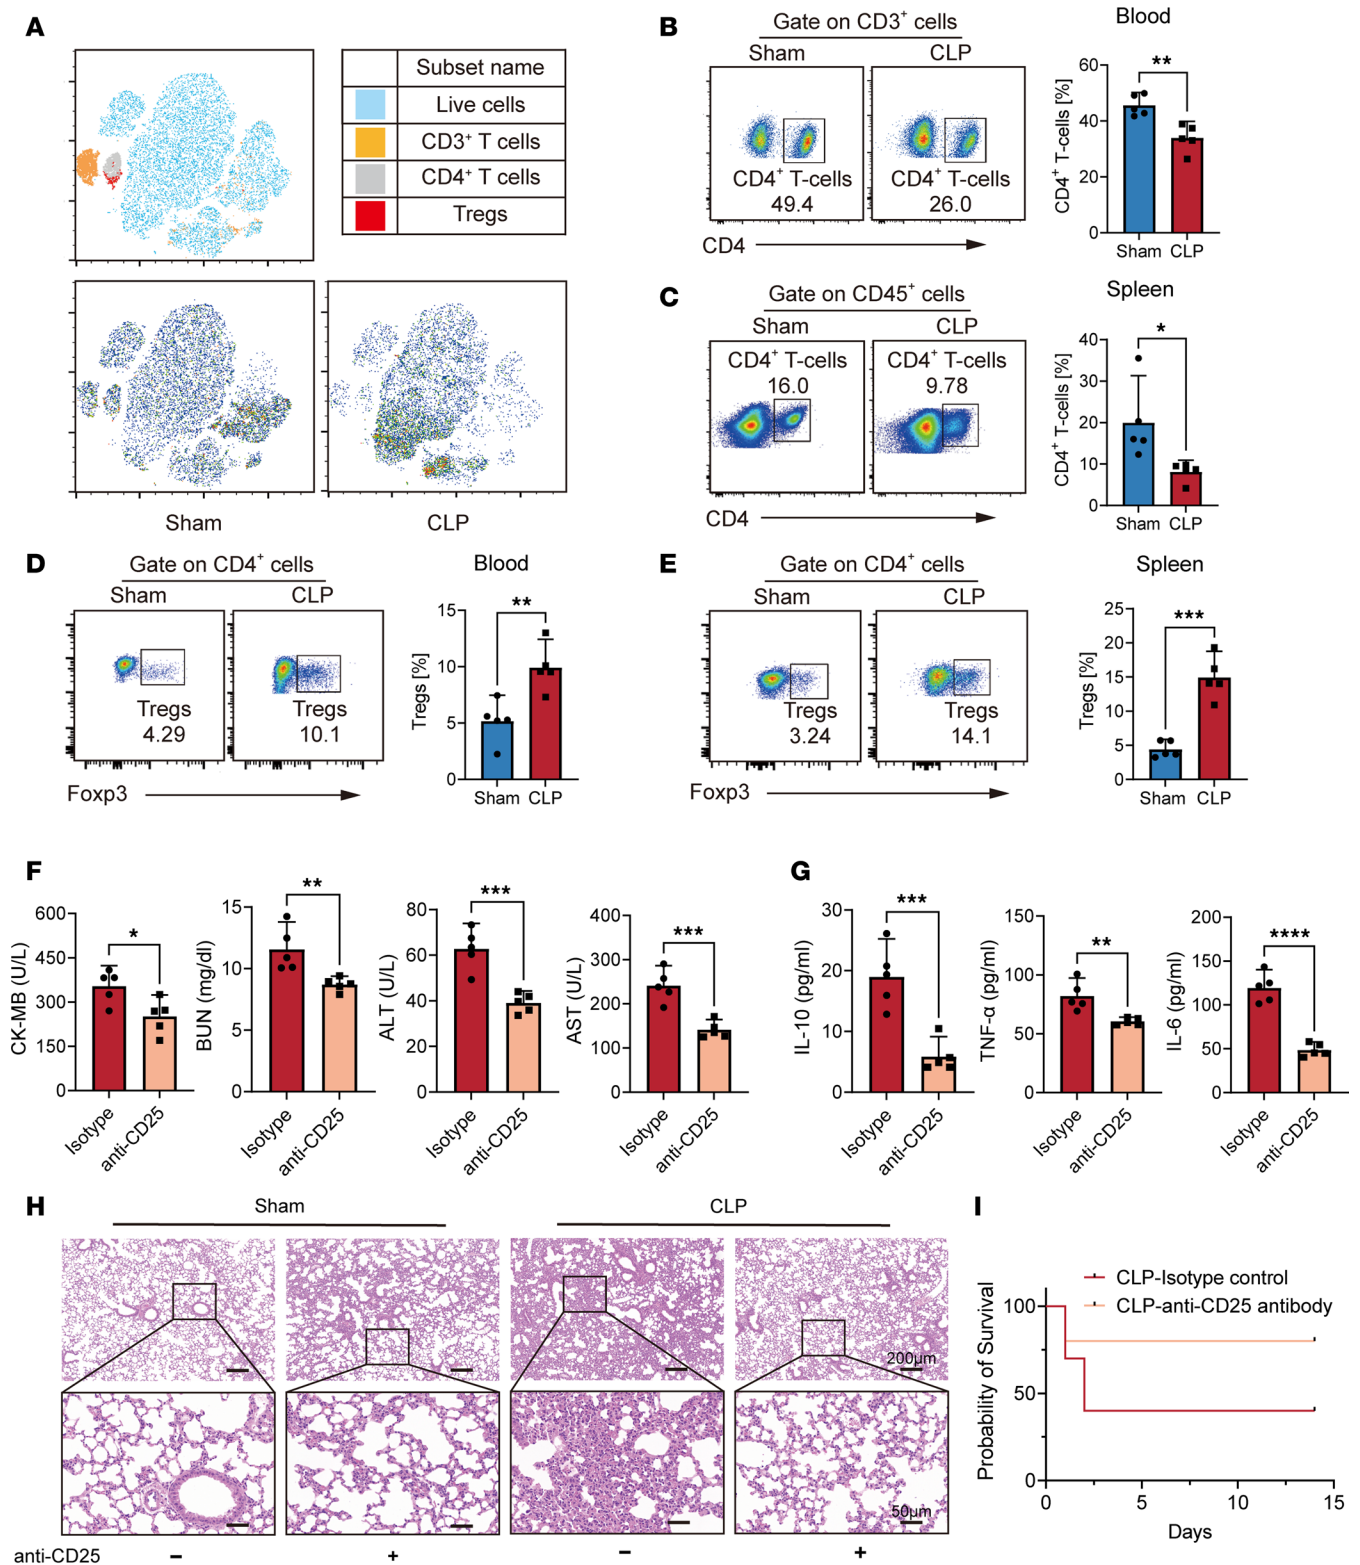 A
Subset name
Live cells
CD3⁺ T cells
CD4⁺ T cells
Tregs
Sham
CLP
B
Gate on CD3⁺ cells
Sham
CLP
CD4⁺ T-cells
49.4
CD4⁺ T-cells
26.0
CD4
Blood
CD4⁺ T-cells [%]
60
40
20
0
**
Sham
CLP
C
Gate on CD45⁺ cells
Sham
CLP
CD4⁺ T-cells
16.0
CD4⁺ T-cells
9.78
CD4
Spleen
CD4⁺ T-cells [%]
40
30
20
10
0
*
Sham
CLP
D
Gate on CD4⁺ cells
Sham
CLP
Tregs
4.29
Tregs
10.1
Foxp3
Blood
Tregs [%]
15
10
5
0
**
Sham
CLP
E
Gate on CD4⁺ cells
Sham
CLP
Tregs
3.24
Tregs
14.1
Foxp3
Spleen
Tregs [%]
25
20
15
10
5
0
***
Sham
CLP
F
CK-MB (U/L)
600
450
300
150
0
*
Isotype
anti-CD25
BUN (mg/dl)
15
10
5
0
**
Isotype
anti-CD25
ALT (U/L)
80
60
40
20
0
***
Isotype
anti-CD25
AST (U/L)
400
300
200
100
0
***
Isotype
anti-CD25
G
IL-10 (pg/ml)
30
20
10
0
***
Isotype
anti-CD25
TNF-α (pg/ml)
150
100
50
0
**
Isotype
anti-CD25
IL-6 (pg/ml)
200
150
100
50
0
****
Isotype
anti-CD25
H
Sham
CLP
200μm
50μm
anti-CD25
−
+
−
+
I
CLP-Isotype control
CLP-anti-CD25 antibody
Probability of Survival
100
50
0
0
5
10
15
Days